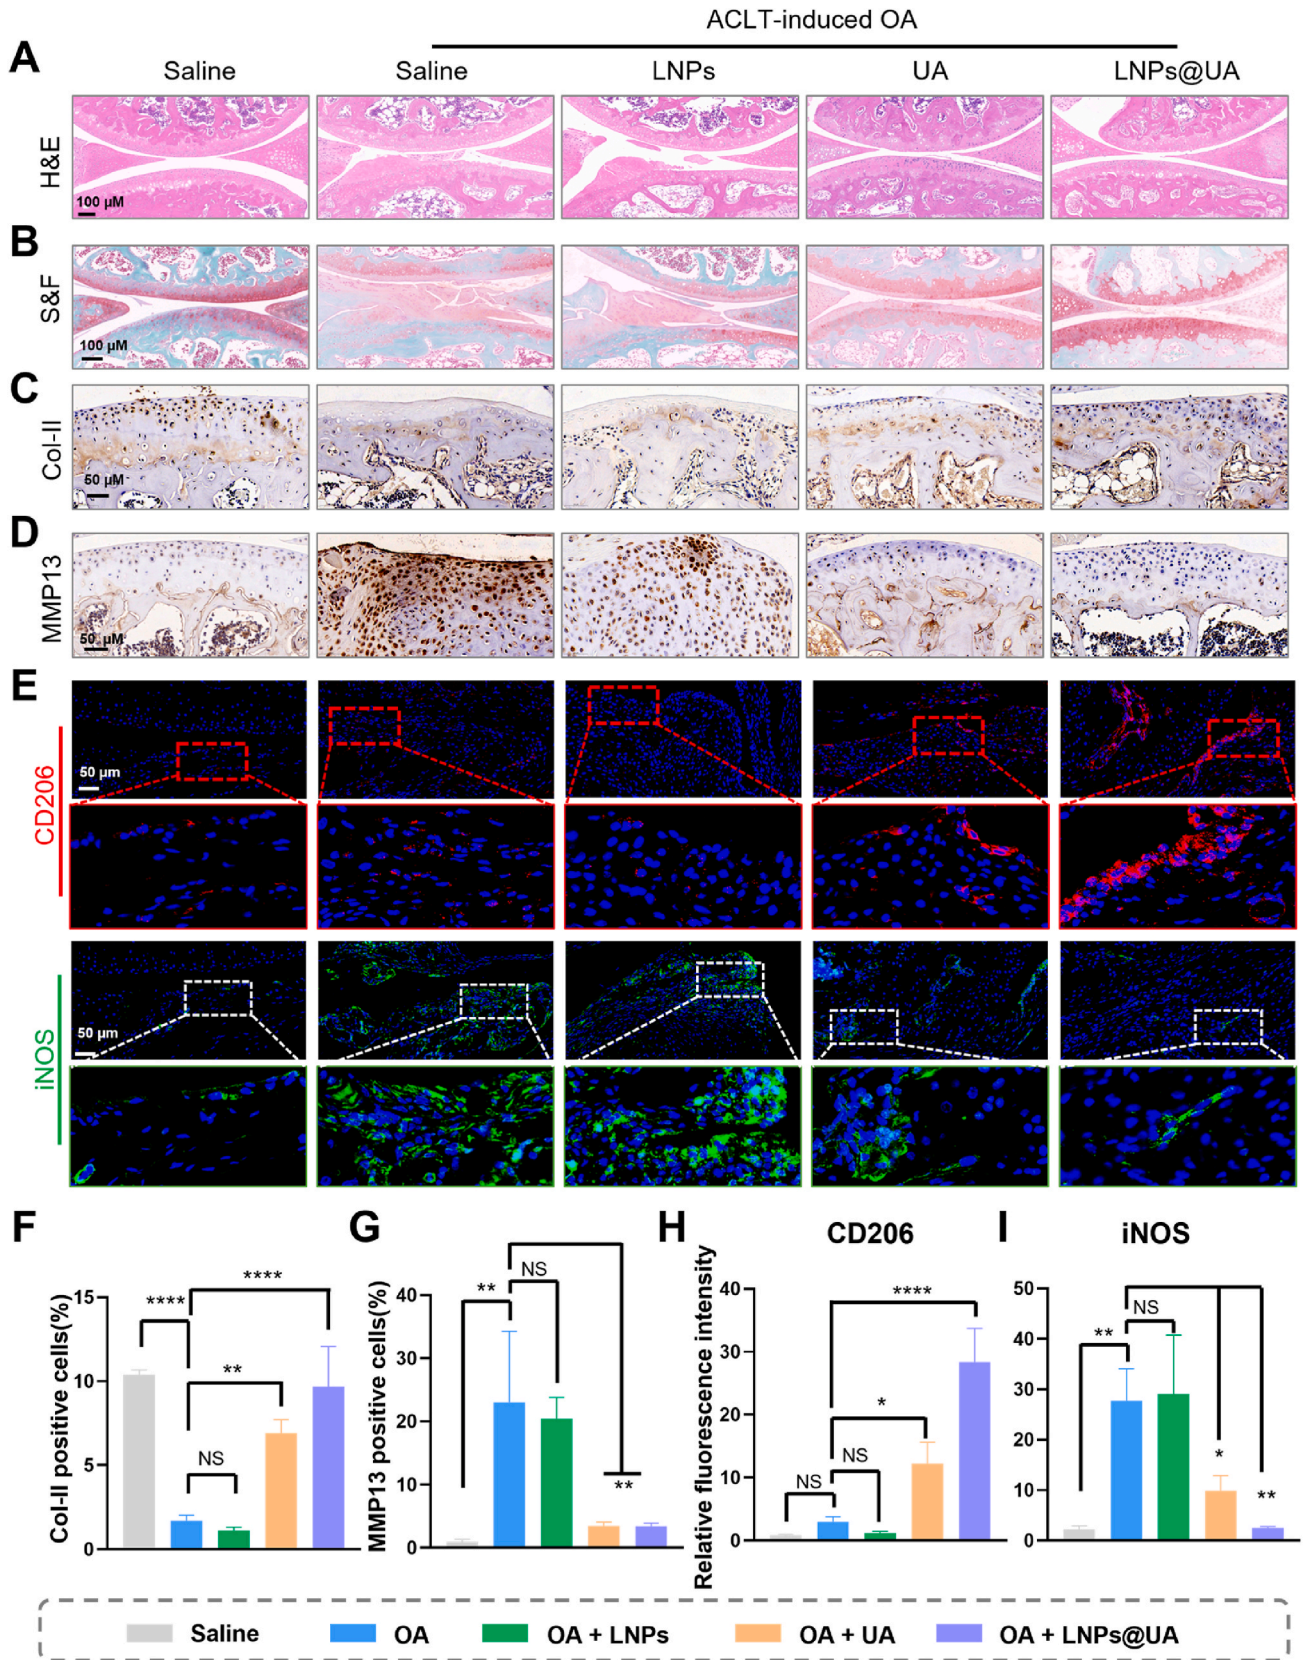 ACLT-induced OA
A
Saline
Saline
LNPs
UA
LNPs@UA
H&E
100 µM
B
S&F
100 µM
C
Col-II
50 µM
D
MMP13
50 µM
E
CD206
50 µm
iNOS
50 µm
F
Col-II positive cells(%)
15
10
5
0
****
****
**
NS
G
MMP13 positive cells(%)
40
30
20
10
0
**
NS
**
H
CD206
Relative fluorescence intensity
40
30
20
10
0
NS
NS
*
****
I
iNOS
50
40
30
20
10
0
**
NS
*
**
Saline
OA
OA + LNPs
OA + UA
OA + LNPs@UA